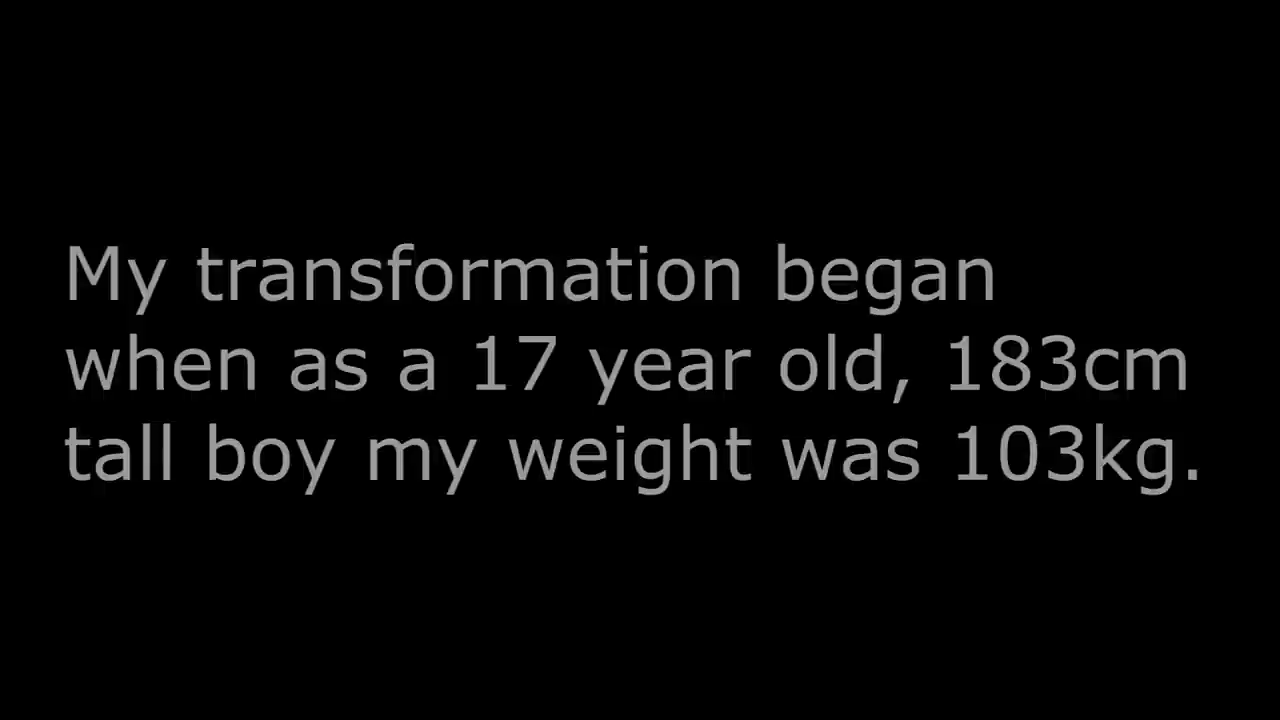 My transformation began
when as a 17 year old, 183cm
tall boy my weight was 103kg.